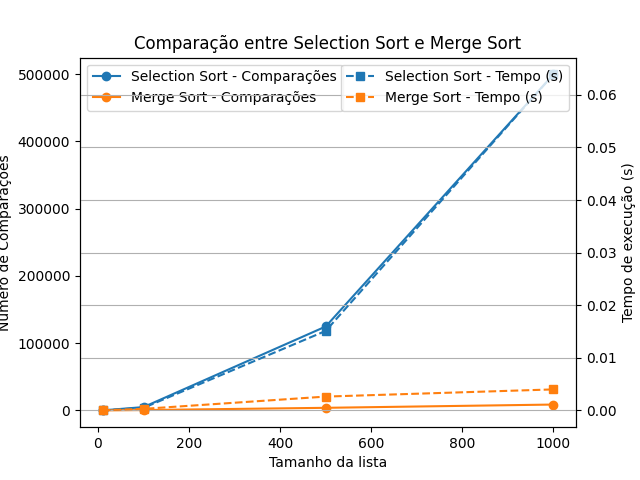 Comparação entre Selection Sort e Merge Sort
Selection Sort - Comparações
Merge Sort - Comparações
Selection Sort - Tempo (s)
Merge Sort - Tempo (s)
Número de Comparações
500000
400000
300000
200000
100000
0
0.06
0.05
0.04
0.03
0.02
0.01
0.00
Tempo de execução (s)
0 200 400 600 800 1000
Tamanho da lista